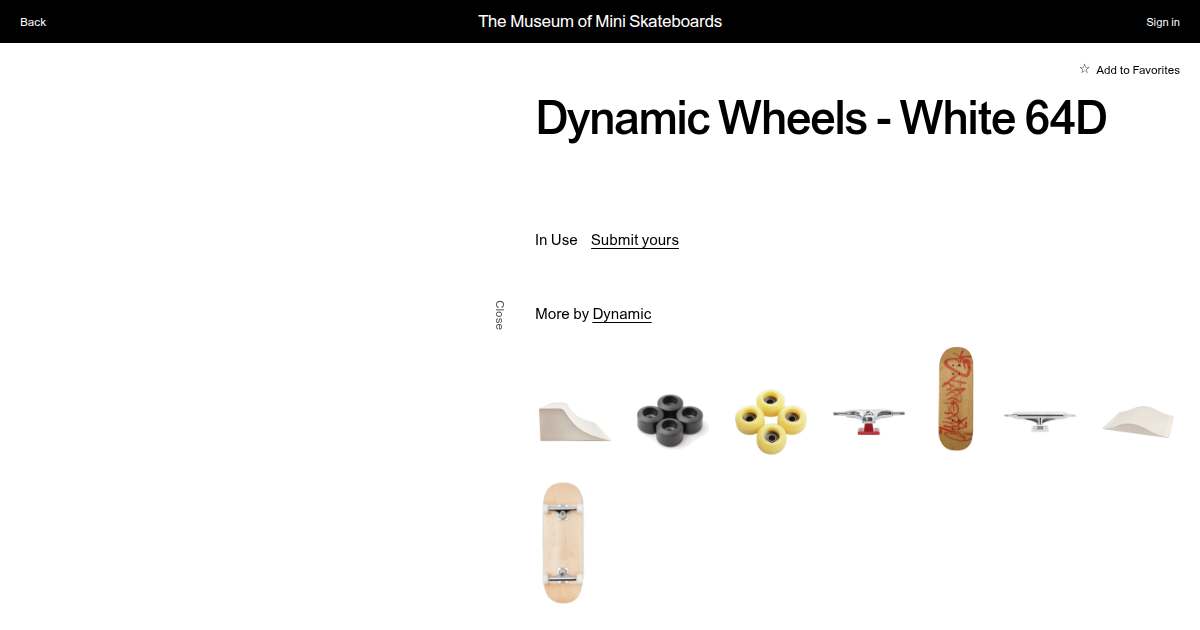 Back
The Museum of Mini Skateboards
Sign in
☆ Add to Favorites
Dynamic Wheels - White 64D
In Use Submit yours
Close
More by Dynamic